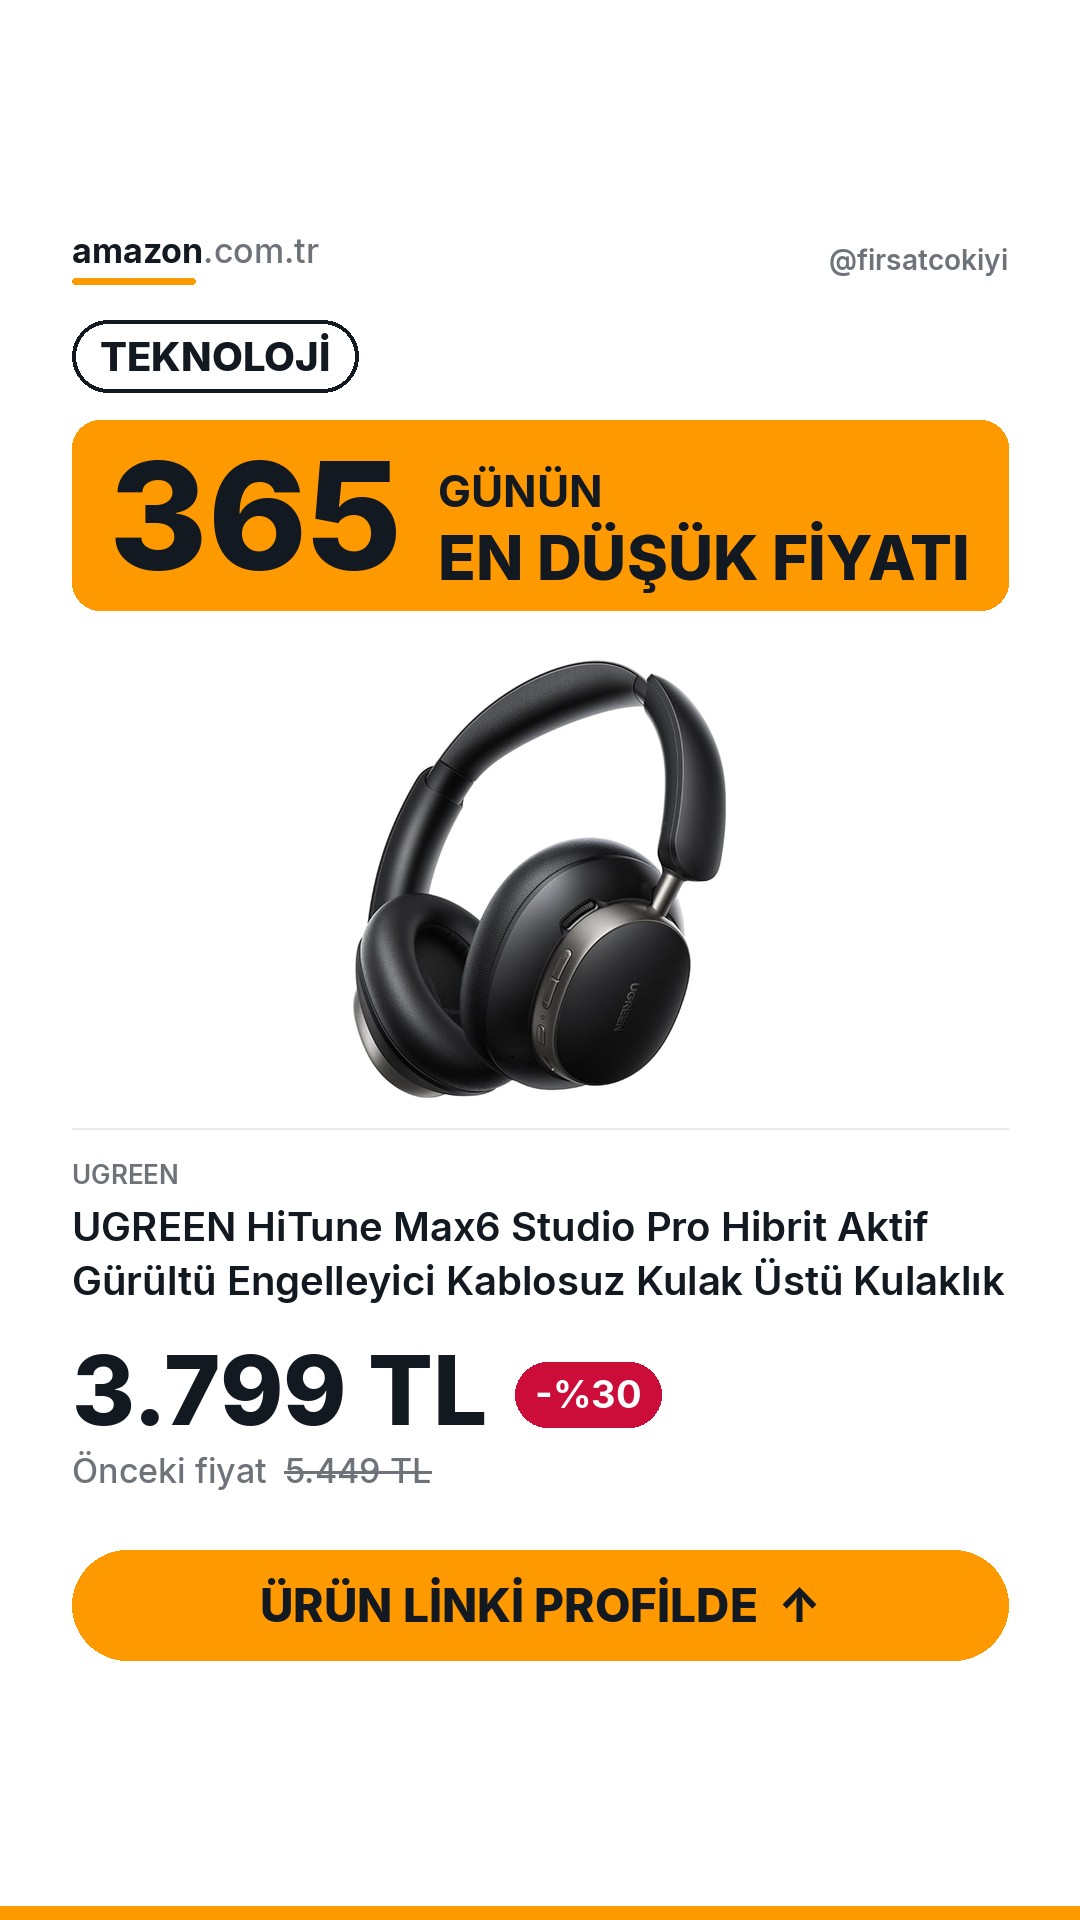 amazon.com.tr
@firsatcokiyi
TEKNOLOJİ
365
GÜNÜN
EN DÜŞÜK FİYATI
UGREEN
UGREEN
UGREEN HiTune Max6 Studio Pro Hibrit Aktif
Gürültü Engelleyici Kablosuz Kulak Üstü Kulaklık
3.799 TL
-%30
Önceki fiyat 5.449 TL
ÜRÜN LİNKİ PROFİLDE ↑